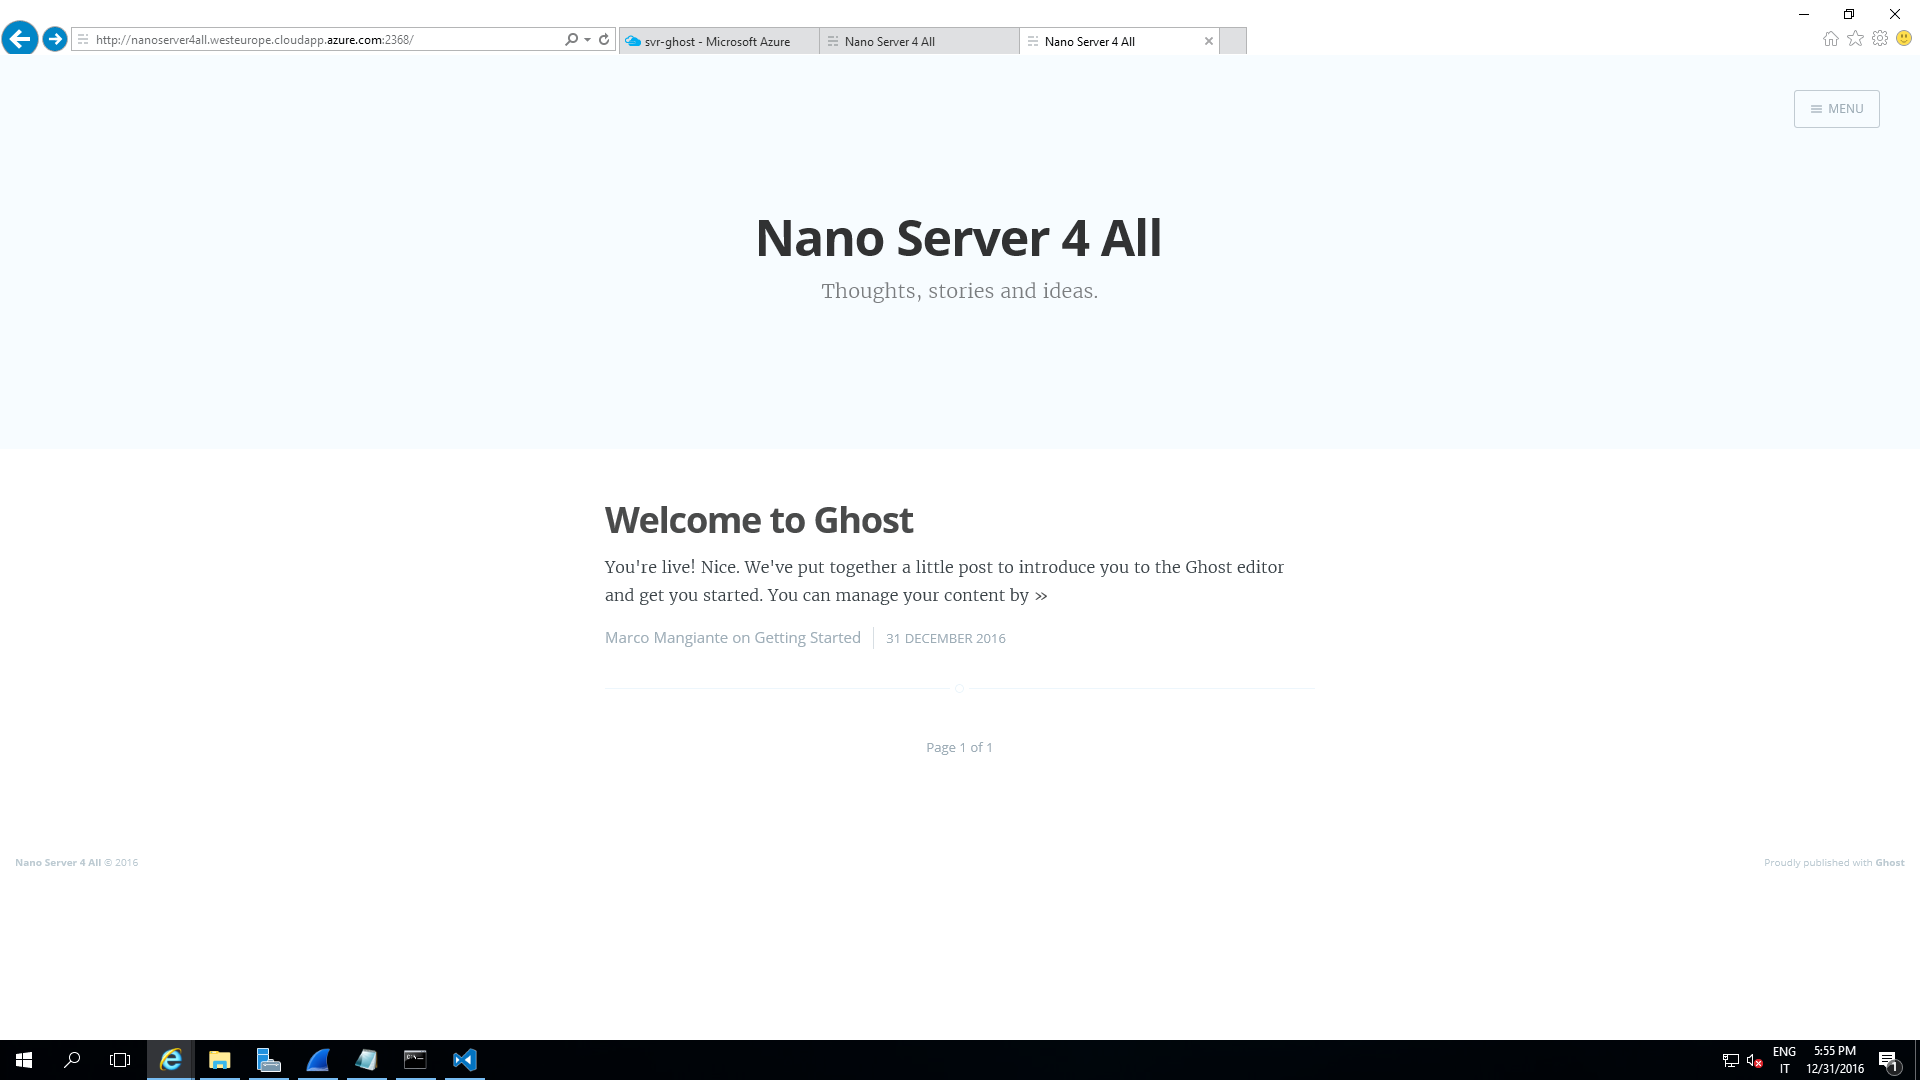 http://nanoserver4all.westeurope.cloudapp.azure.com:2368/
svr-ghost - Microsoft Azure
Nano Server 4 All
Nano Server 4 All
MENU
Nano Server 4 All
Thoughts, stories and ideas.
Welcome to Ghost
You're live! Nice. We've put together a little post to introduce you to the Ghost editor
and get you started. You can manage your content by »
Marco Mangiante on Getting Started
31 DECEMBER 2016
Page 1 of 1
Nano Server 4 All © 2016
Proudly published with Ghost
ENG
IT
5:55 PM
12/31/2016
1